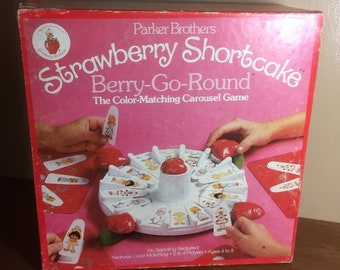 Parker Brothers
Strawberry Shortcake
Berry-Go-Round
The Color-Matching Carousel Game
No Reading Required
Features Color Matching • 2 to 4 Players • Ages 4 to 8